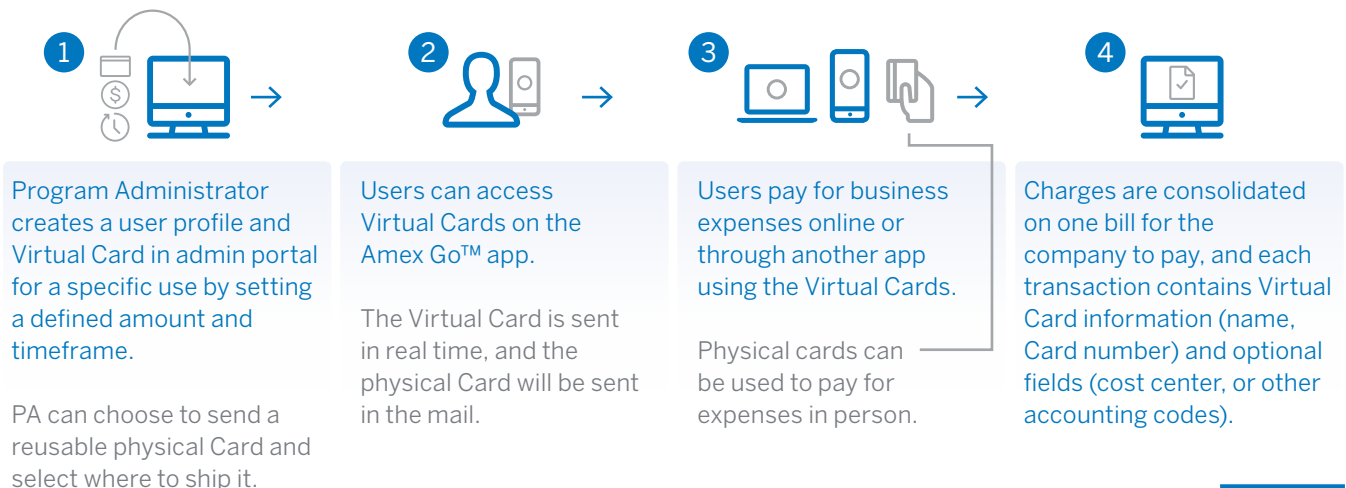 1
2
3
4
Program Administrator
creates a user profile and
Virtual Card in admin portal
for a specific use by setting
a defined amount and
timeframe.
PA can choose to send a
reusable physical Card and
select where to ship it.
Users can access
Virtual Cards on the
Amex Go™ app.
The Virtual Card is sent
in real time, and the
physical Card will be sent
in the mail.
Users pay for business
expenses online or
through another app
using the Virtual Cards.
Physical cards can
be used to pay for
expenses in person.
Charges are consolidated
on one bill for the
company to pay, and each
transaction contains Virtual
Card information (name,
Card number) and optional
fields (cost center, or other
accounting codes).